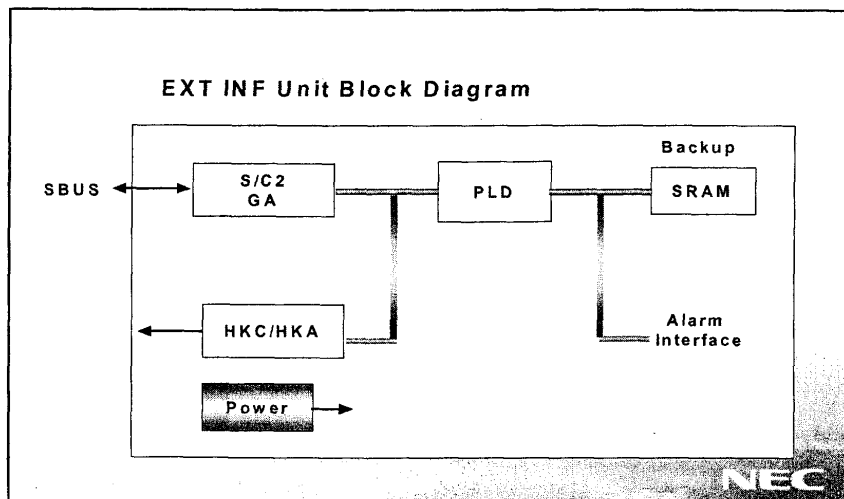 EXT INF Unit Block Diagram
Backup
SBUS
S/C2
GA
PLD
SRAM
HKC/HKA
Alarm
Interface
Power
NEC